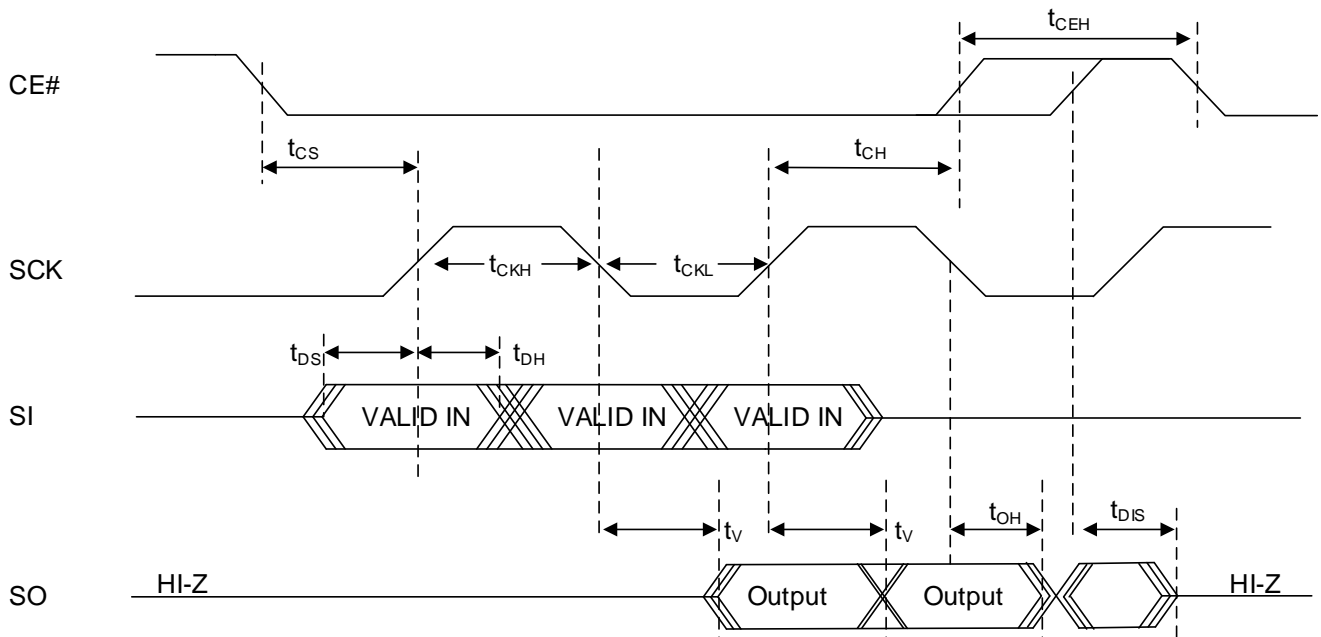 tCEH
CE#
tCS
tCH
SCK
tCKH
tCKL
tDS
tDH
SI
VALID IN
VALID IN
VALID IN
tV
tV
tOH
tDIS
SO
HI-Z
Output
Output
HI-Z